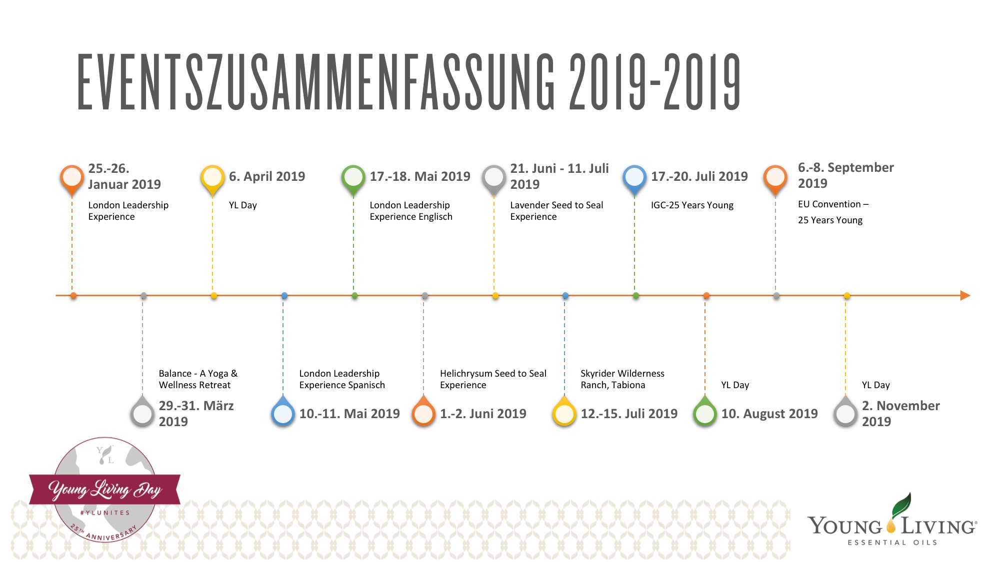 EVENTSZUSAMMENFASSUNG 2019-2019
25.-26.
Januar 2019
London Leadership
Experience
6. April 2019
YL Day
17.-18. Mai 2019
London Leadership
Experience Englisch
21. Juni - 11. Juli
2019
Lavender Seed to Seal
Experience
17.-20. Juli 2019
IGC-25 Years Young
6.-8. September
2019
EU Convention –
25 Years Young
Balance - A Yoga &
Wellness Retreat
29.-31. März
2019
London Leadership
Experience Spanisch
10.-11. Mai 2019
Helichrysum Seed to Seal
Experience
1.-2. Juni 2019
Skyrider Wilderness
Ranch, Tabiona
12.-15. Juli 2019
YL Day
10. August 2019
YL Day
2. November
2019
Y L
Young Living Day
#YLUNITES
25TH ANNIVERSARY
YOUNG LIVING®
ESSENTIAL OILS